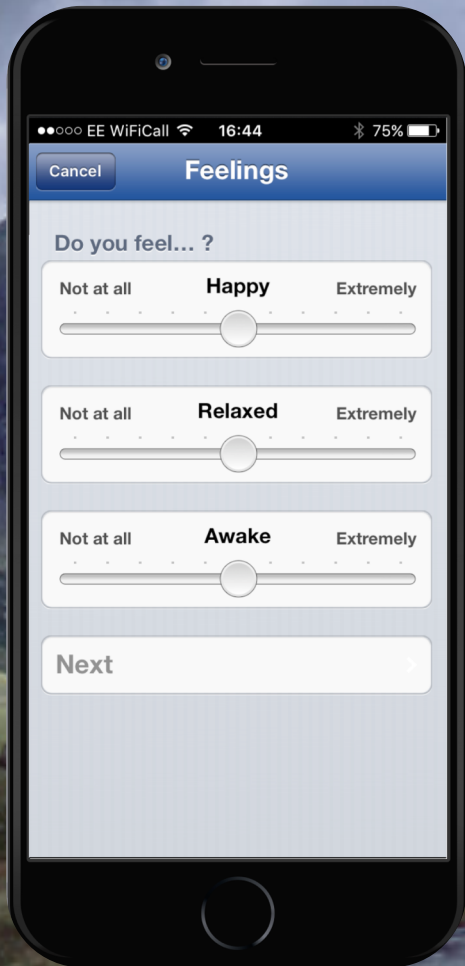 EE WiFiCall 16:44 75%
Cancel Feelings
Do you feel... ?
Not at all Happy Extremely
Not at all Relaxed Extremely
Not at all Awake Extremely
Next